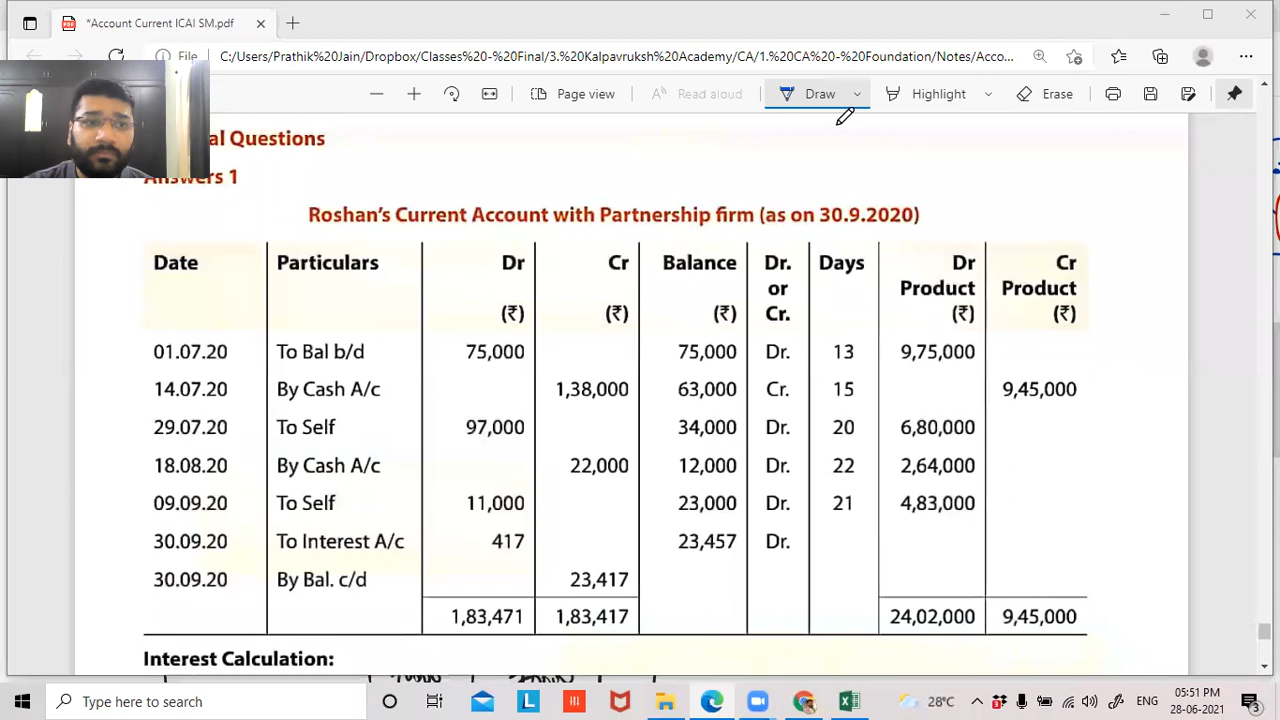 *Account Current ICAI SM.pdf
File C:/Users/Prathik%20Jain/Dropbox/Classes%20-%20Final/3.%20Kalpavruksh%20Academy/CA/1.%20CA%20-%20Foundation/Notes/Acco...
Page view Read aloud Draw Highlight Erase
al Questions
Answers 1
Roshan's Current Account with Partnership firm (as on 30.9.2020)
Date Particulars Dr (₹) Cr (₹) Balance (₹) Dr. or Cr. Days Dr Product (₹) Cr Product (₹)
01.07.20 To Bal b/d 75,000 75,000 Dr. 13 9,75,000
14.07.20 By Cash A/c 1,38,000 63,000 Cr. 15 9,45,000
29.07.20 To Self 97,000 34,000 Dr. 20 6,80,000
18.08.20 By Cash A/c 22,000 12,000 Dr. 22 2,64,000
09.09.20 To Self 11,000 23,000 Dr. 21 4,83,000
30.09.20 To Interest A/c 417 23,457 Dr.
30.09.20 By Bal. c/d 23,417
1,83,471 1,83,417 24,02,000 9,45,000
Interest Calculation:
Type here to search 28°C 05:51 PM
28-06-2021 3